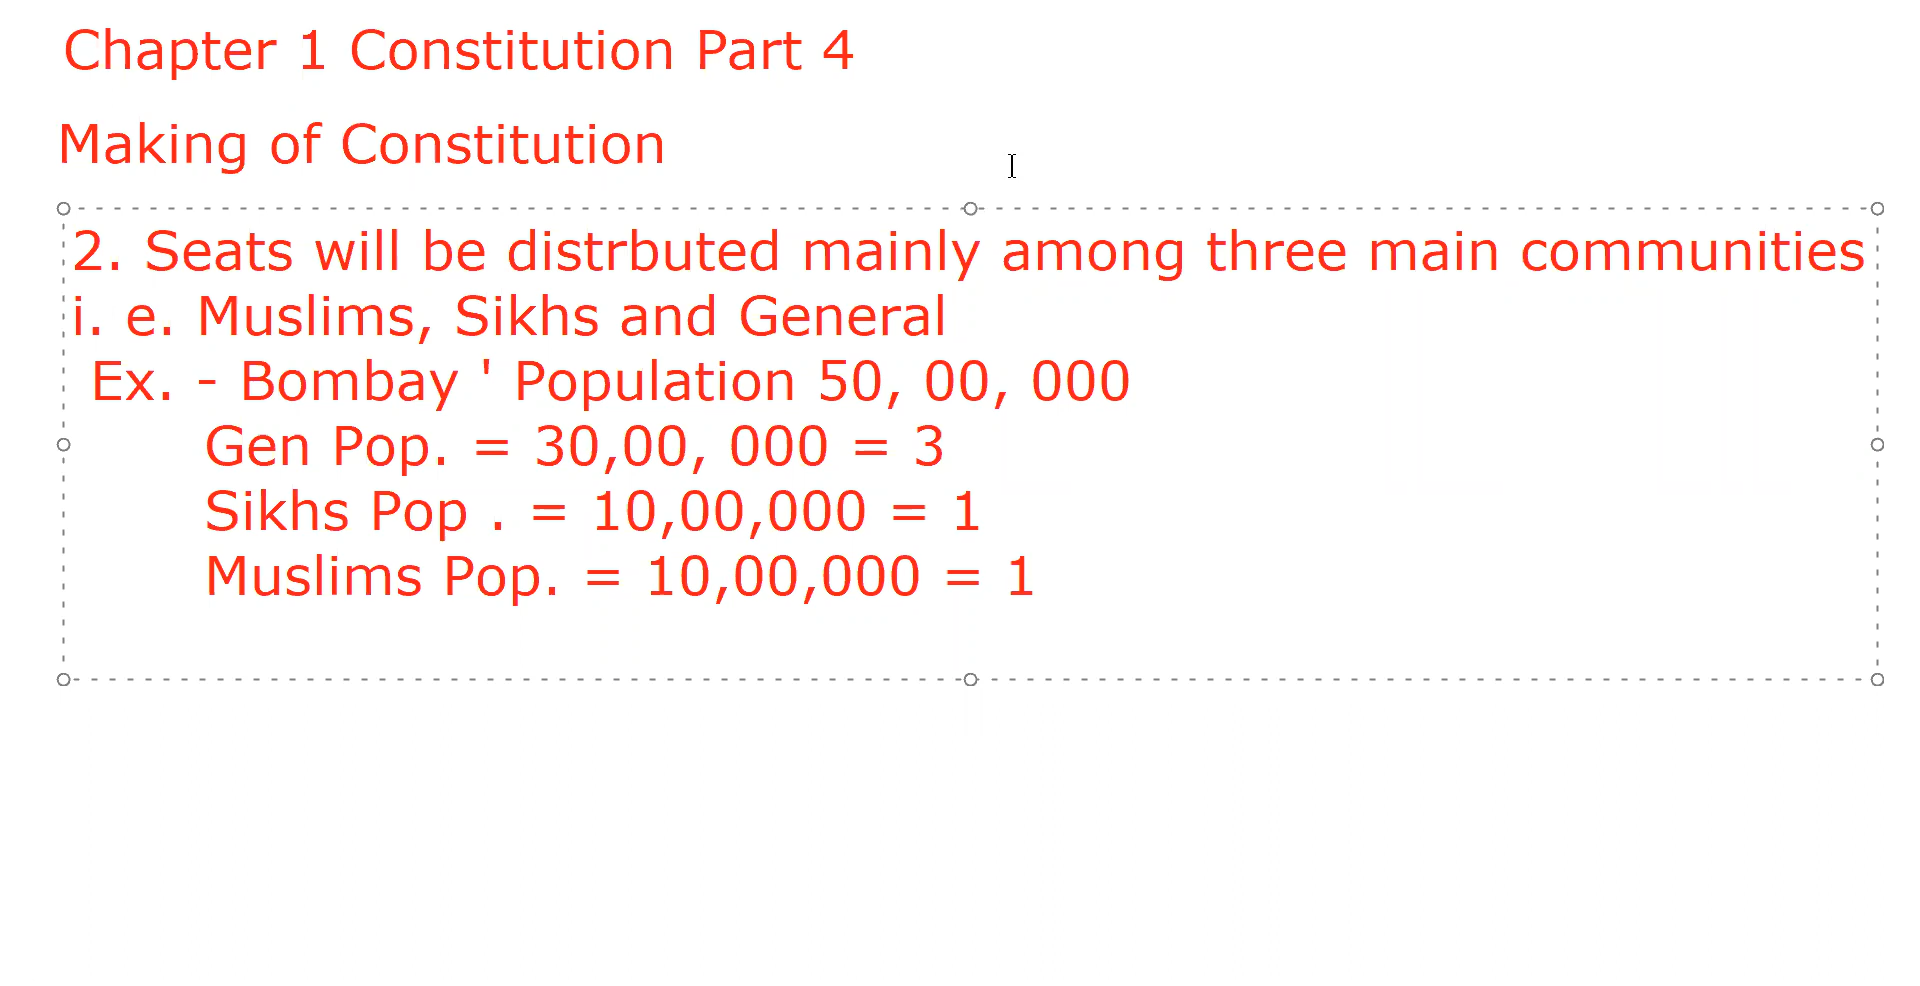 Chapter 1 Constitution Part 4
Making of Constitution
2. Seats will be distrbuted mainly among three main communities
i. e. Muslims, Sikhs and General
Ex. - Bombay ' Population 50, 00, 000
Gen Pop. = 30,00, 000 = 3
Sikhs Pop . = 10,00,000 = 1
Muslims Pop. = 10,00,000 = 1